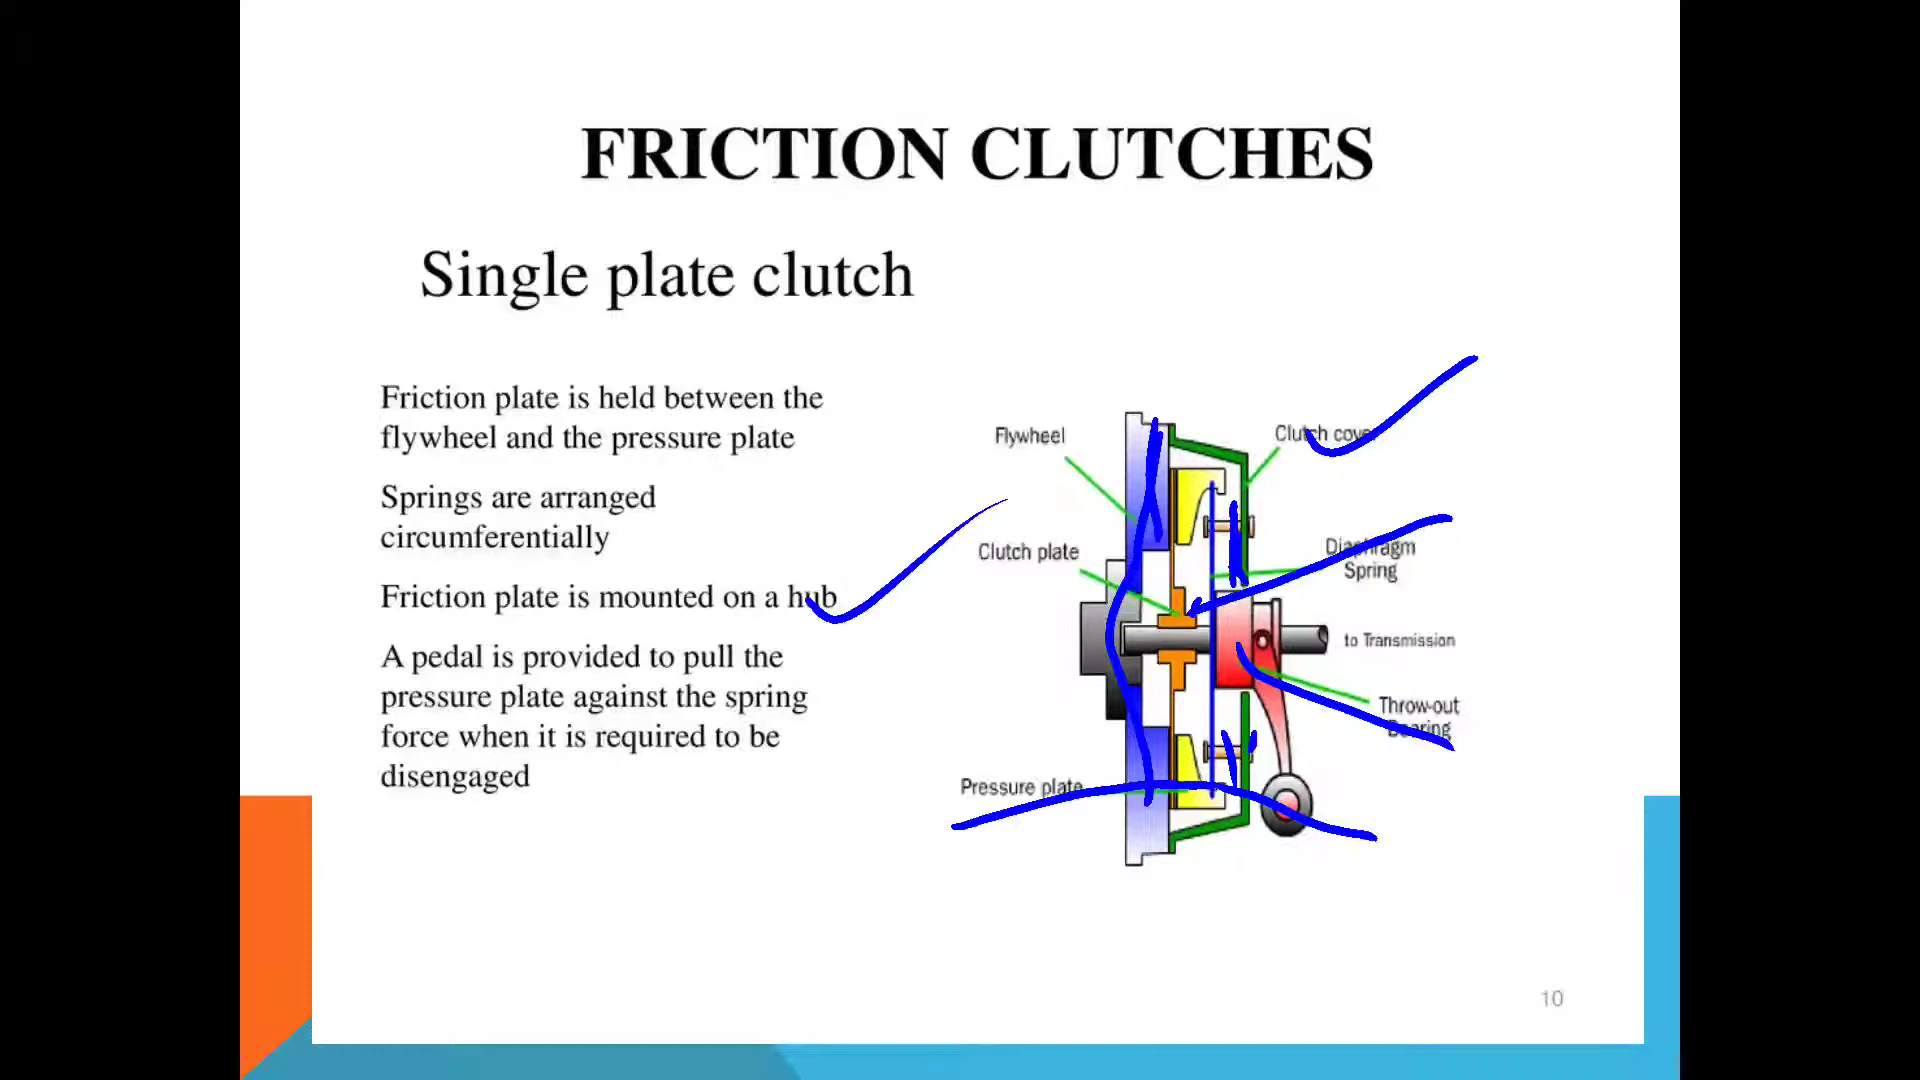 FRICTION CLUTCHES
Single plate clutch
Friction plate is held between the
flywheel and the pressure plate
Springs are arranged
circumferentially
Friction plate is mounted on a hub
A pedal is provided to pull the
pressure plate against the spring
force when it is required to be
disengaged
Flywheel
Clutch cover
Clutch plate
Diaphragm
Spring
to Transmission
Throw-out
Bearing
Pressure plate
10